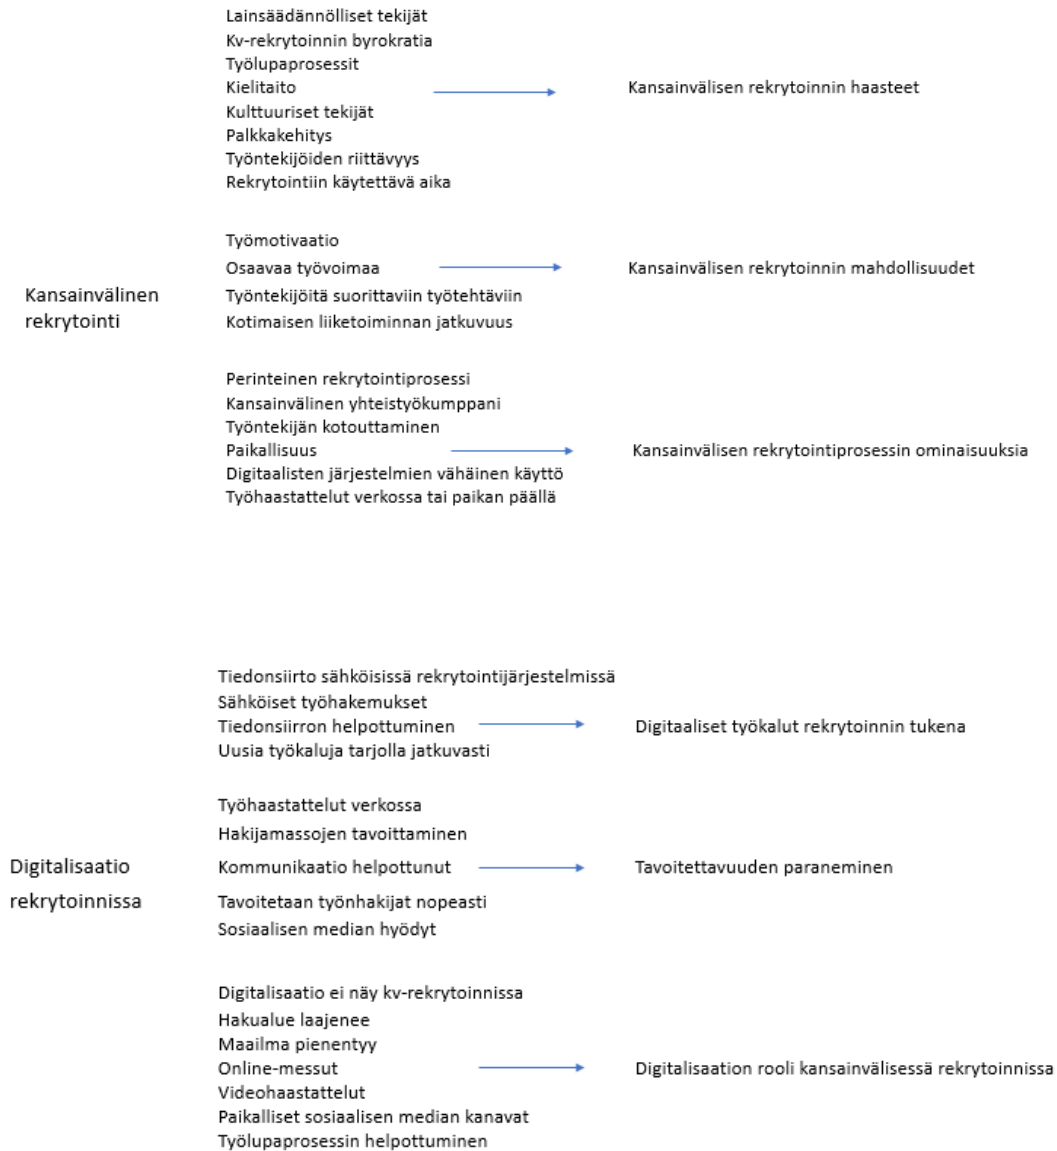 Lainsäädännölliset tekijät
Kv-rekrytoinnin byrokratia
Työlupaprosessit
Kielitaito
Kulttuuriset tekijät
Palkkakehitys
Työntekijöiden riittävyys
Rekrytointiin käytettävä aika
Kansainvälisen rekrytoinnin haasteet
Kansainvälinen
rekrytointi
Työmotivaatio
Osaavaa työvoimaa
Työntekijöitä suorittaviin työtehtäviin
Kotimaisen liiketoiminnan jatkuvuus
Kansainvälisen rekrytoinnin mahdollisuudet
Perinteinen rekrytointiprosessi
Kansainvälinen yhteistyökumppani
Työntekijän kotouttaminen
Paikallisuus
Digitaalisten järjestelmien vähäinen käyttö
Työhaastattelut verkossa tai paikan päällä
Kansainvälisen rekrytointiprosessin ominaisuuksia
Tiedonsiirto sähköisissä rekrytointijärjestelmissä
Sähköiset työhakemukset
Tiedonsiirron helpottuminen
Uusia työkaluja tarjolla jatkuvasti
Digitaaliset työkalut rekrytoinnin tukena
Digitalisaatio
rekrytoinnissa
Työhaastattelut verkossa
Hakijamassojen tavoittaminen
Kommunikaatio helpottunut
Tavoitetaan työnhakijat nopeasti
Sosiaalisen median hyödyt
Tavoitettavuuden paraneminen
Digitalisaatio ei näy kv-rekrytoinnissa
Hakualue laajenee
Maailma pienentyy
Online-messut
Videohaastattelut
Paikalliset sosiaalisen median kanavat
Työlupaprosessin helpottuminen
Digitalisaation rooli kansainvälisessä rekrytoinnissa